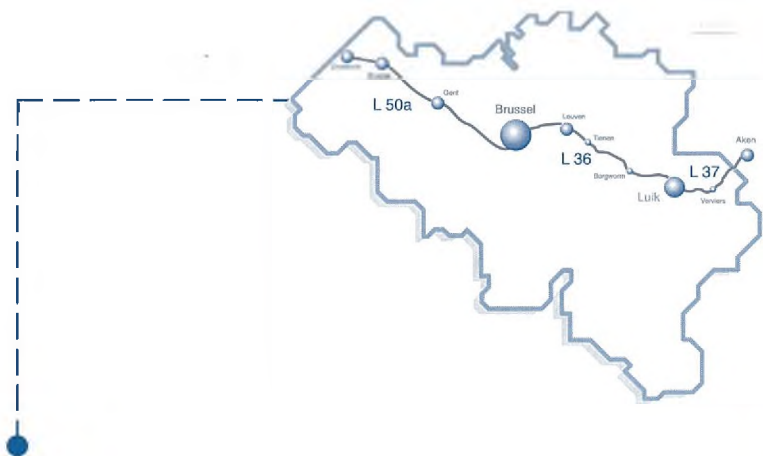 Gent
L 50a
Brussel
Leuven
Tienen
L 36
Borgworm
Aken
L 37
Luik
Verviers